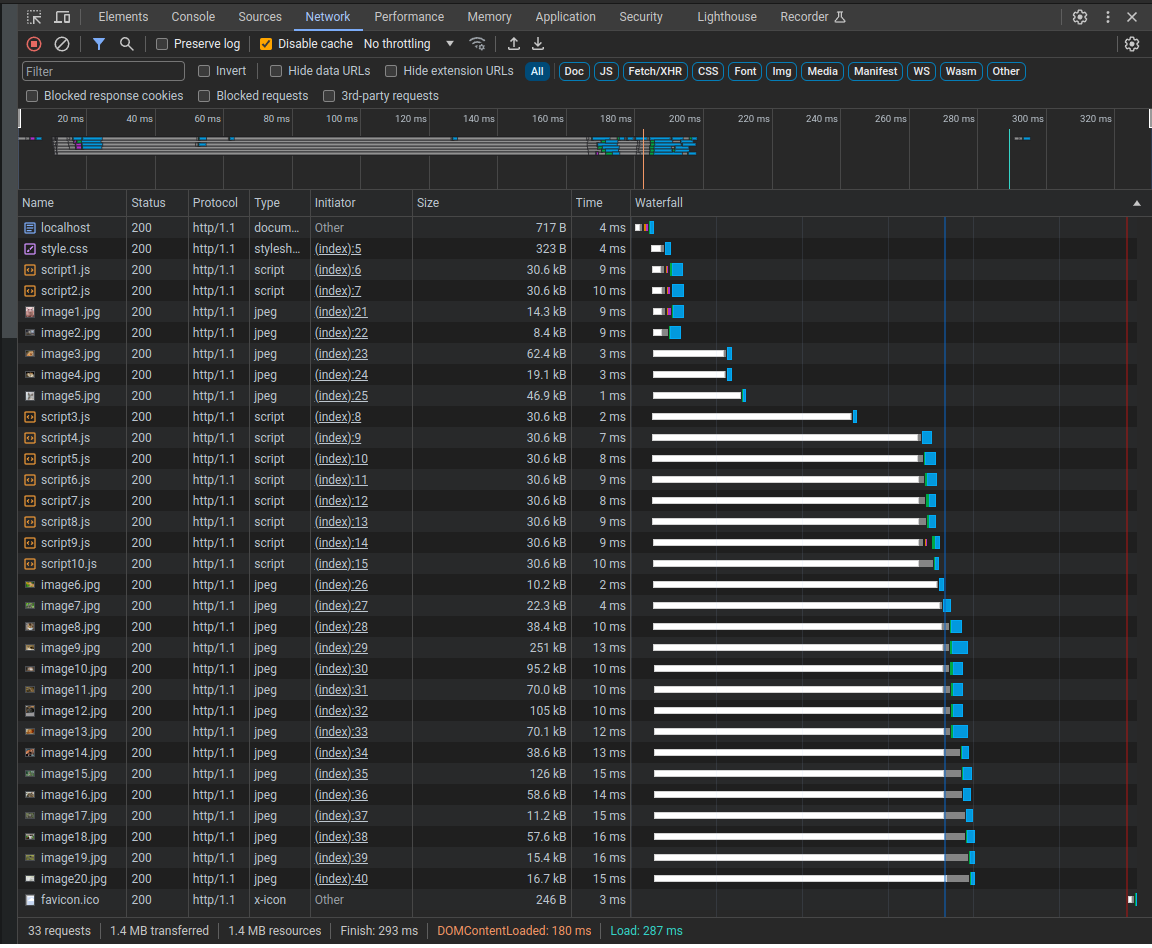 Elements Console Sources Network Performance Memory Application Security Lighthouse Recorder
Preserve log Disable cache No throttling
Filter Invert Hide data URLs Hide extension URLs All Doc JS Fetch/XHR CSS Font Img Media Manifest WS Wasm Other
Blocked response cookies Blocked requests 3rd-party requests
20 ms 40 ms 60 ms 80 ms 100 ms 120 ms 140 ms 160 ms 180 ms 200 ms 220 ms 240 ms 260 ms 280 ms 300 ms 320 ms
Name Status Protocol Type Initiator Size Time Waterfall
localhost 200 http/1.1 docum... Other 717 B 4 ms
style.css 200 http/1.1 stylesh... (index):5 323 B 4 ms
script1.js 200 http/1.1 script (index):6 30.6 kB 9 ms
script2.js 200 http/1.1 script (index):7 30.6 kB 10 ms
image1.jpg 200 http/1.1 jpeg (index):21 14.3 kB 9 ms
image2.jpg 200 http/1.1 jpeg (index):22 8.4 kB 9 ms
image3.jpg 200 http/1.1 jpeg (index):23 62.4 kB 3 ms
image4.jpg 200 http/1.1 jpeg (index):24 19.1 kB 3 ms
image5.jpg 200 http/1.1 jpeg (index):25 46.9 kB 1 ms
script3.js 200 http/1.1 script (index):8 30.6 kB 2 ms
script4.js 200 http/1.1 script (index):9 30.6 kB 7 ms
script5.js 200 http/1.1 script (index):10 30.6 kB 8 ms
script6.js 200 http/1.1 script (index):11 30.6 kB 9 ms
script7.js 200 http/1.1 script (index):12 30.6 kB 8 ms
script8.js 200 http/1.1 script (index):13 30.6 kB 9 ms
script9.js 200 http/1.1 script (index):14 30.6 kB 9 ms
script10.js 200 http/1.1 script (index):15 30.6 kB 10 ms
image6.jpg 200 http/1.1 jpeg (index):26 10.2 kB 2 ms
image7.jpg 200 http/1.1 jpeg (index):27 22.3 kB 4 ms
image8.jpg 200 http/1.1 jpeg (index):28 38.4 kB 10 ms
image9.jpg 200 http/1.1 jpeg (index):29 251 kB 13 ms
image10.jpg 200 http/1.1 jpeg (index):30 95.2 kB 10 ms
image11.jpg 200 http/1.1 jpeg (index):31 70.0 kB 10 ms
image12.jpg 200 http/1.1 jpeg (index):32 105 kB 10 ms
image13.jpg 200 http/1.1 jpeg (index):33 70.1 kB 12 ms
image14.jpg 200 http/1.1 jpeg (index):34 38.6 kB 13 ms
image15.jpg 200 http/1.1 jpeg (index):35 126 kB 15 ms
image16.jpg 200 http/1.1 jpeg (index):36 58.6 kB 14 ms
image17.jpg 200 http/1.1 jpeg (index):37 11.2 kB 15 ms
image18.jpg 200 http/1.1 jpeg (index):38 57.6 kB 16 ms
image19.jpg 200 http/1.1 jpeg (index):39 15.4 kB 16 ms
image20.jpg 200 http/1.1 jpeg (index):40 16.7 kB 15 ms
favicon.ico 200 http/1.1 x-icon Other 246 B 3 ms
33 requests 1.4 MB transferred 1.4 MB resources Finish: 293 ms DOMContentLoaded: 180 ms Load: 287 ms